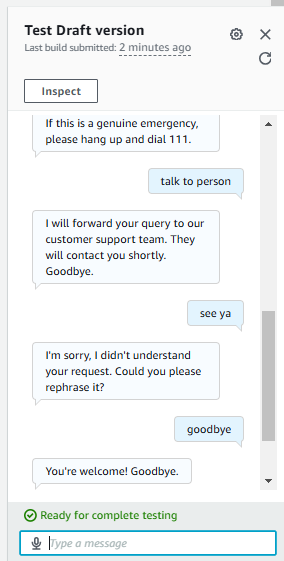 Test Draft version
Last build submitted: 2 minutes ago
Inspect
If this is a genuine emergency,
please hang up and dial 111.
talk to person
I will forward your query to our
customer support team. They
will contact you shortly.
Goodbye.
see ya
I'm sorry, I didn't understand
your request. Could you please
rephrase it?
goodbye
You're welcome! Goodbye.
Ready for complete testing
Type a message